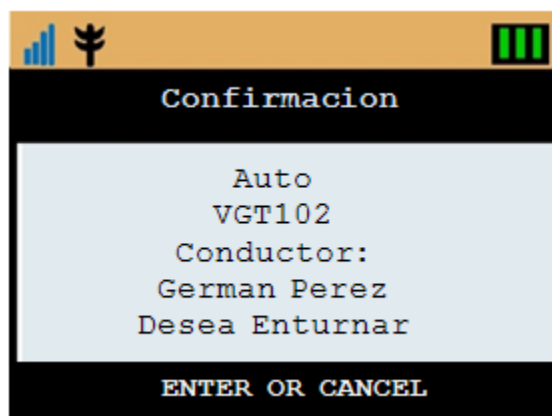 Confirmacion
Auto
VGT102
Conductor:
German Perez
Desea Enturnar
ENTER OR CANCEL